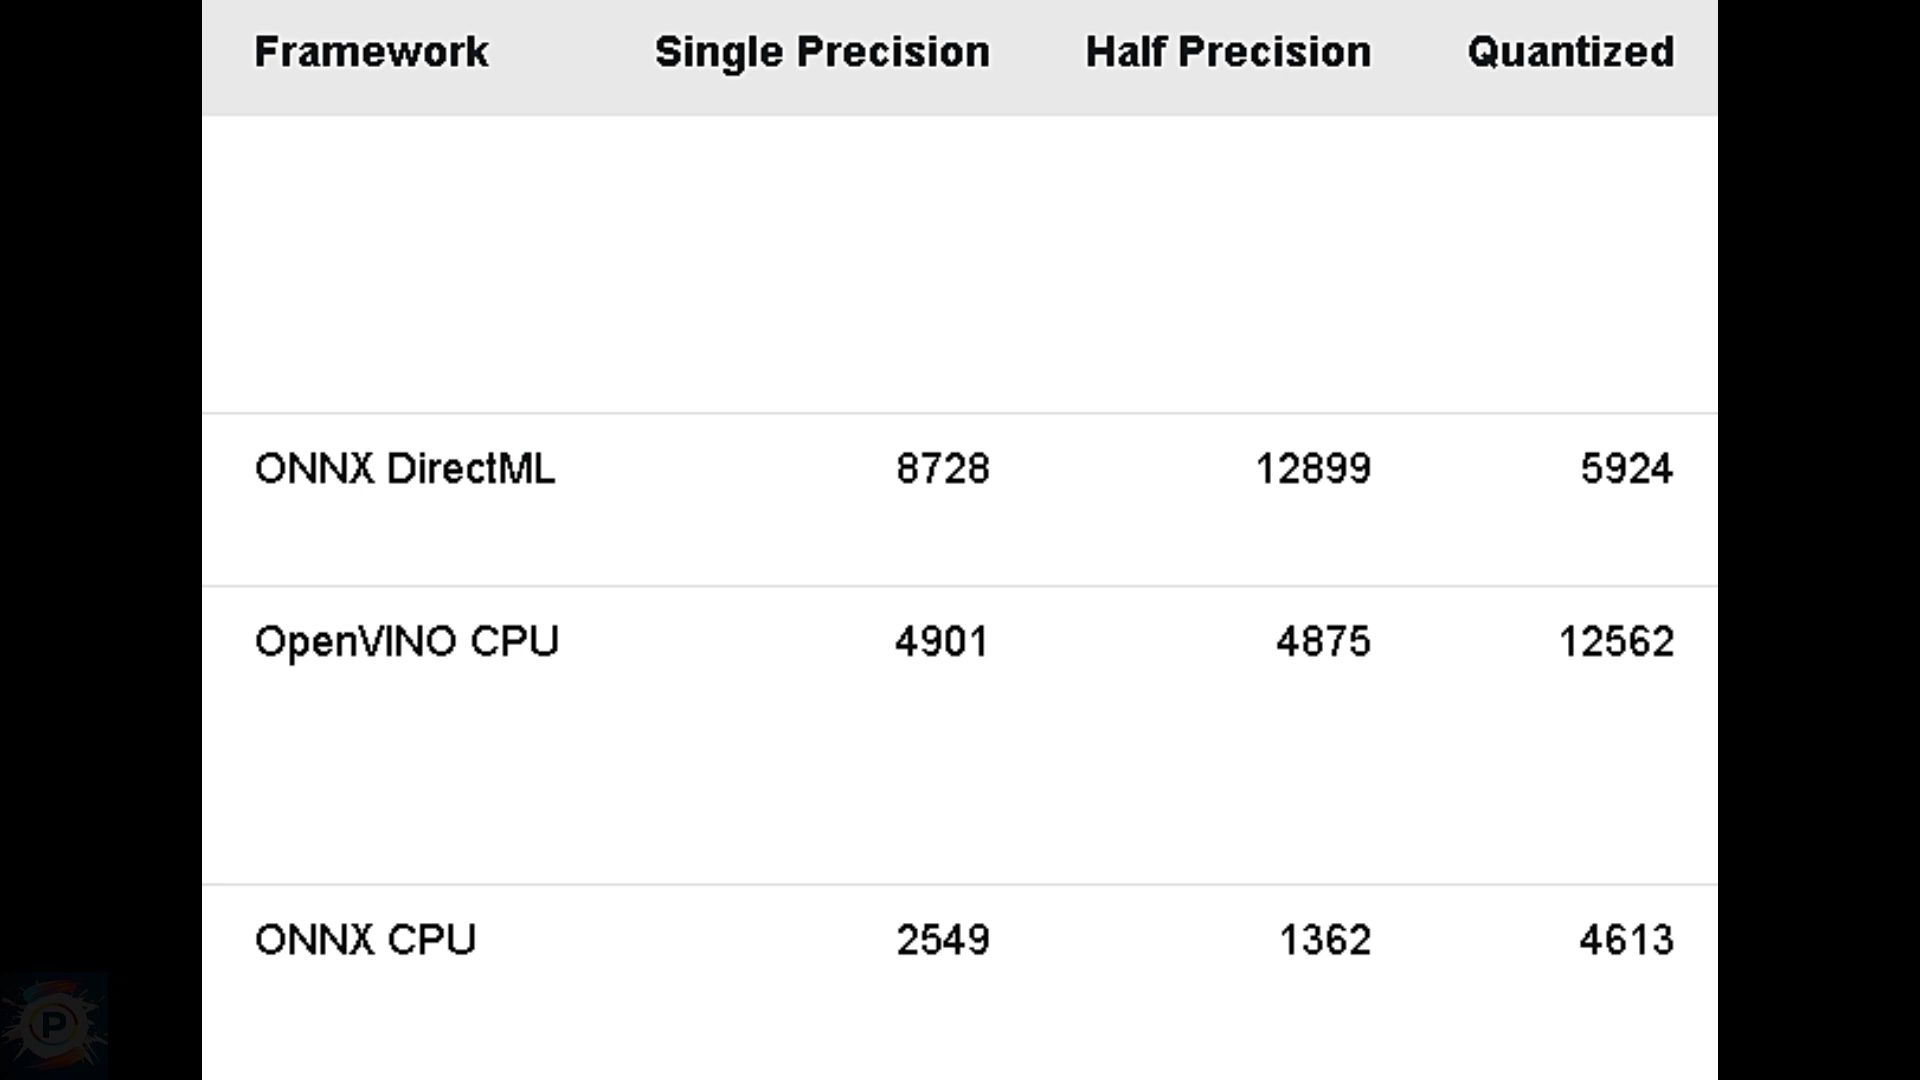 Framework Single Precision Half Precision Quantized
ONNX DirectML 8728 12899 5924
OpenVINO CPU 4901 4875 12562
ONNX CPU 2549 1362 4613
P